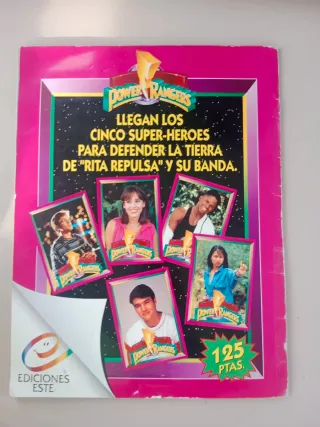 POWER RANGERS
LLEGAN LOS
CINCO SUPER-HEROES
PARA DEFENDER LA TIERRA
DE "RITA REPULSA" Y SU BANDA.
POWER RANGERS
POWER RANGERS
POWER RANGERS
POWER RANGERS
POWER RANGERS
125
PTAS.
EDICIONES
ESTE